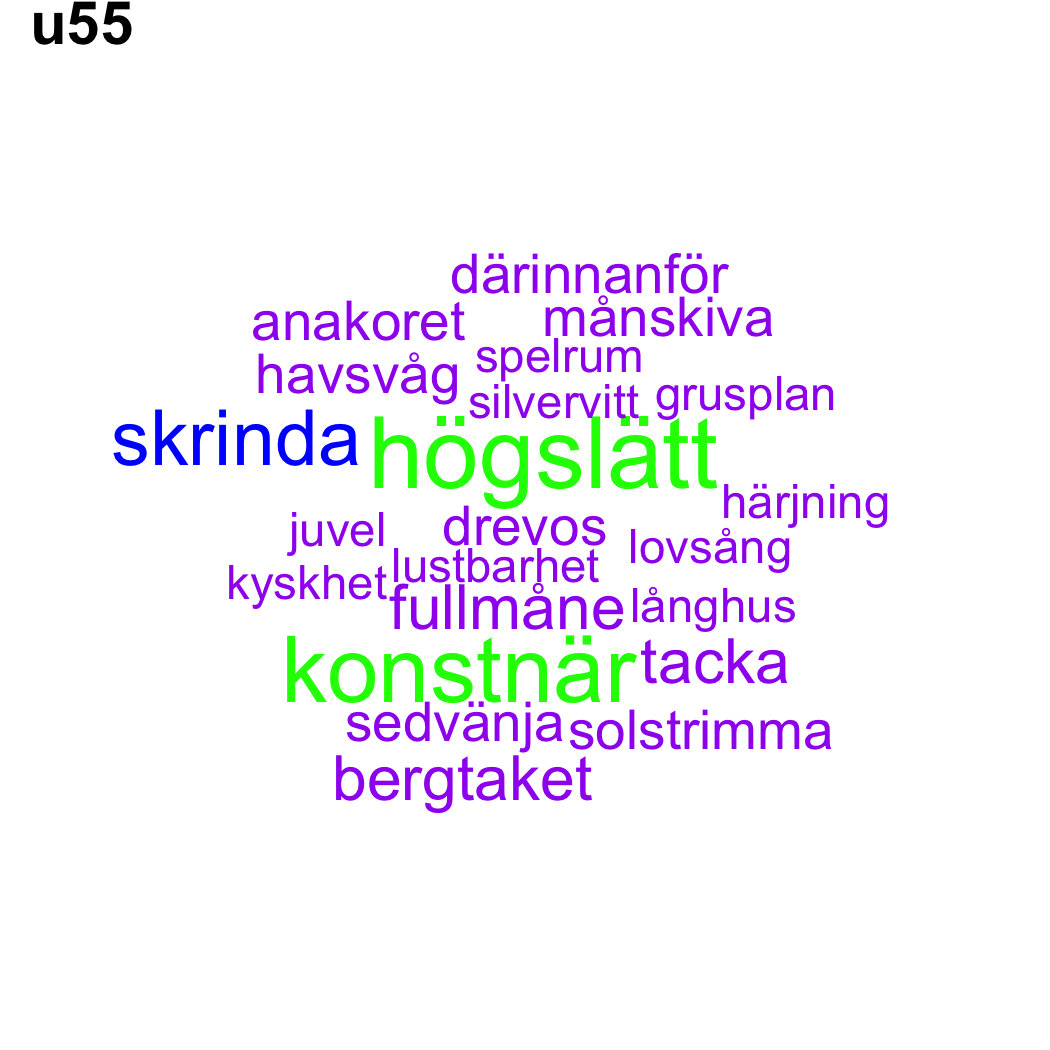 u55
därinnanför
anakoret månskiva
spelrum
havsvåg
silvervitt grusplan
skrinda högslätt
härjning
juvel drevos
lovsång
lustbarhet
kyskhet
fullmåne långhus
konstnär tacka
sedvänja solstrimma
bergtaket